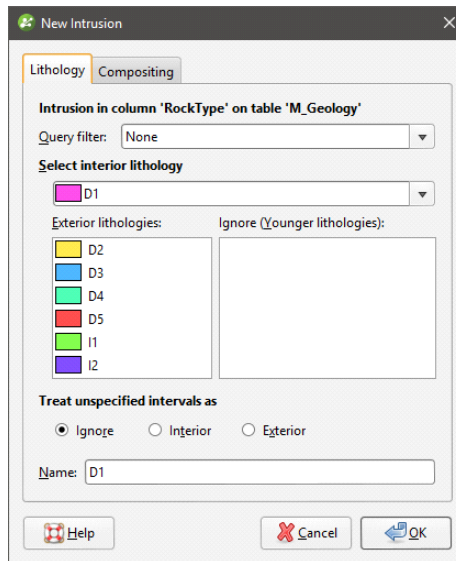 New Intrusion
Lithology Compositing
Intrusion in column 'RockType' on table 'M_Geology'
Query filter: None
Select interior lithology
D1
Exterior lithologies: Ignore (Younger lithologies):
D2
D3
D4
D5
I1
I2
Treat unspecified intervals as
Ignore Interior Exterior
Name: D1
Help Cancel OK